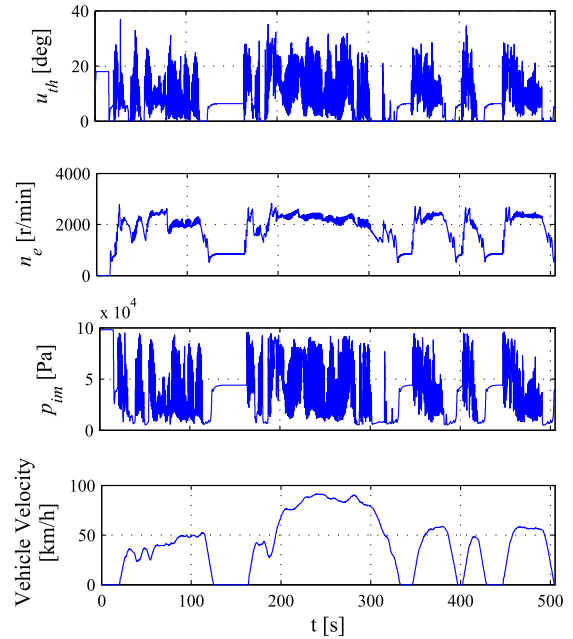 40
20
0
u_th [deg]
4000
2000
0
n_e [r/min]
x 10^4
10
5
0
p_im [Pa]
100
50
0
Vehicle Velocity
[km/h]
0 100 200 300 400 500
t [s]